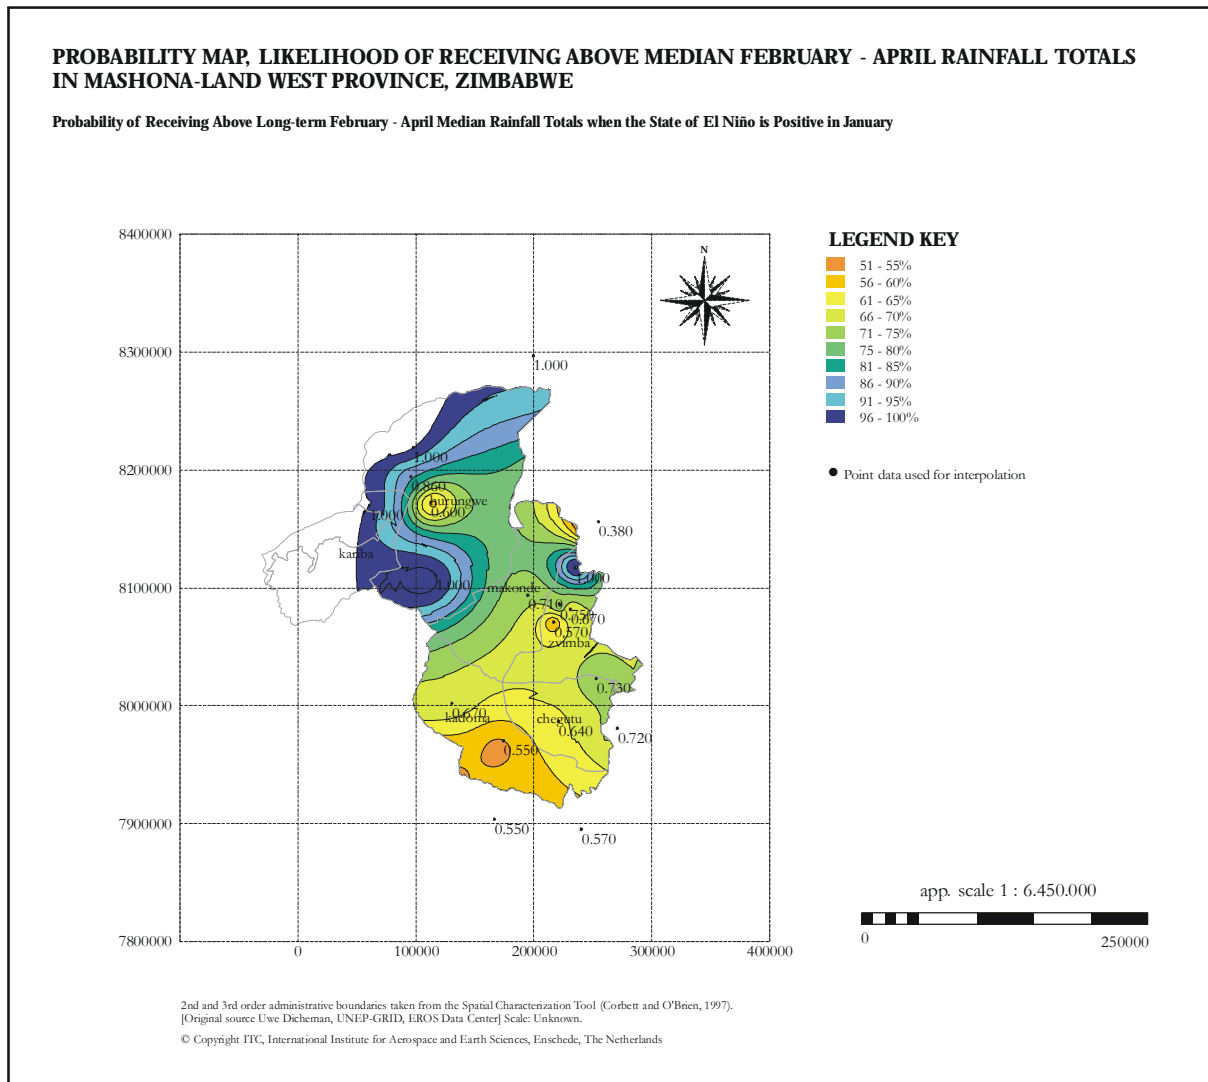 PROBABILITY MAP, LIKELIHOOD OF RECEIVING ABOVE MEDIAN FEBRUARY - APRIL RAINFALL TOTALS
IN MASHONA-LAND WEST PROVINCE, ZIMBABWE
Probability of Receiving Above Long-term February - April Median Rainfall Totals when the State of El Niño is Positive in January
8400000
8300000
8200000
8100000
8000000
7900000
7800000
0
100000
200000
300000
400000
N
1.000
1.000
0.860
burungwe
0.600
1.000
kariba
1.000
0.380
1.000
makonde
0.710
0.750
0.670
0.570
zvimba
0.730
0.670
kadoma
chegutu
0.640
0.720
0.550
0.550
0.570
LEGEND KEY
51 - 55%
56 - 60%
61 - 65%
66 - 70%
71 - 75%
75 - 80%
81 - 85%
86 - 90%
91 - 95%
96 - 100%
Point data used for interpolation
app. scale 1 : 6.450.000
0
250000
2nd and 3rd order administrative boundaries taken from the Spatial Characterization Tool (Corbett and O'Brien, 1997).
[Original source Uwe Dicheman, UNEP-GRID, EROS Data Center] Scale: Unknown.
© Copyright ITC, International Institute for Aerospace and Earth Sciences, Enschede, The Netherlands